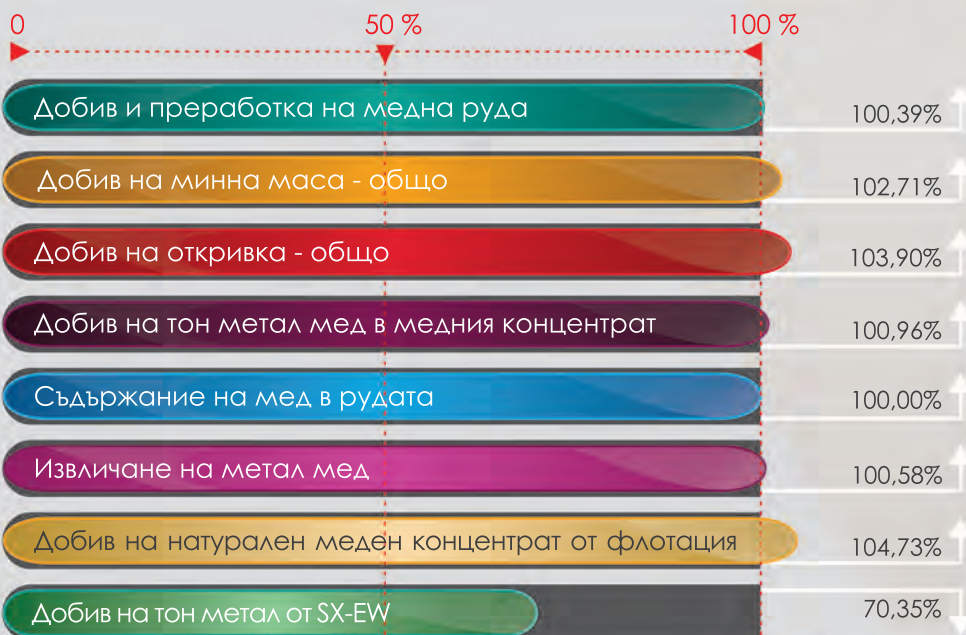 0 50 % 100 %
Добив и преработка на медна руда 100,39%
Добив на минна маса - общо 102,71%
Добив на откривка - общо 103,90%
Добив на тон метал мед в медния концентрат 100,96%
Съдържание на мед в рудата 100,00%
Извличане на метал мед 100,58%
Добив на натурален меден концентрат от флотация 104,73%
Добив на тон метал от SX-EW 70,35%